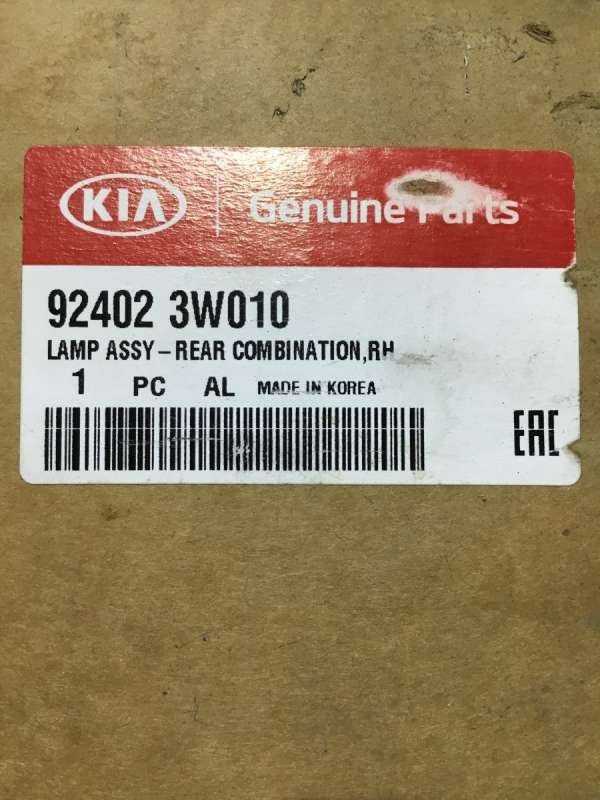 KIA Genuine Parts
92402 3W010
LAMP ASSY-REAR COMBINATION,RH
1 PC AL MADE IN KOREA
EAC